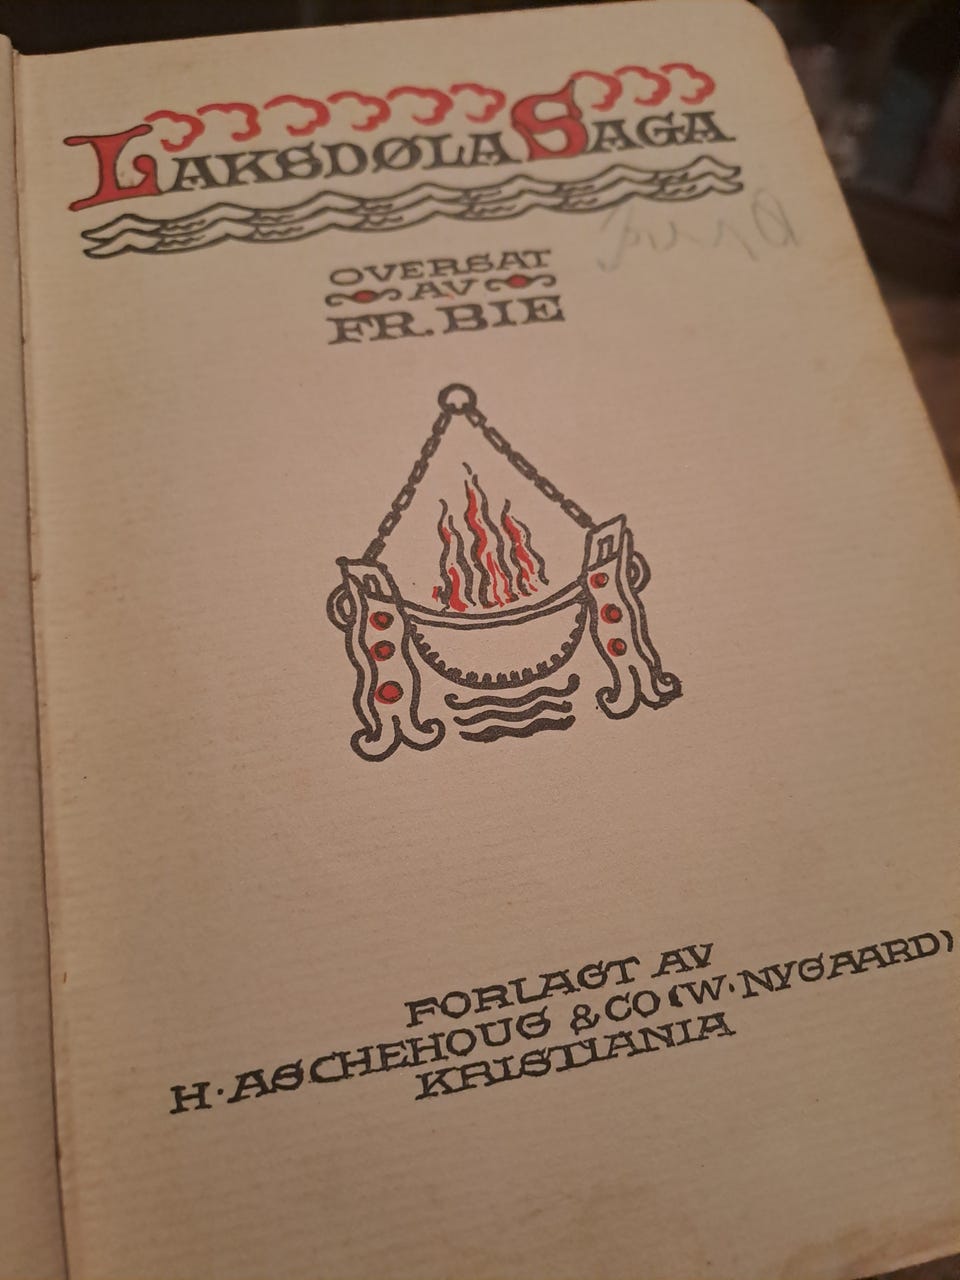 LAKSDØLA SAGA
OVERSAT
AV
FR. BIE
FORLAGT AV
H. ASCHEHOUG & CO (W. NYGAARD)
KRISTIANIA